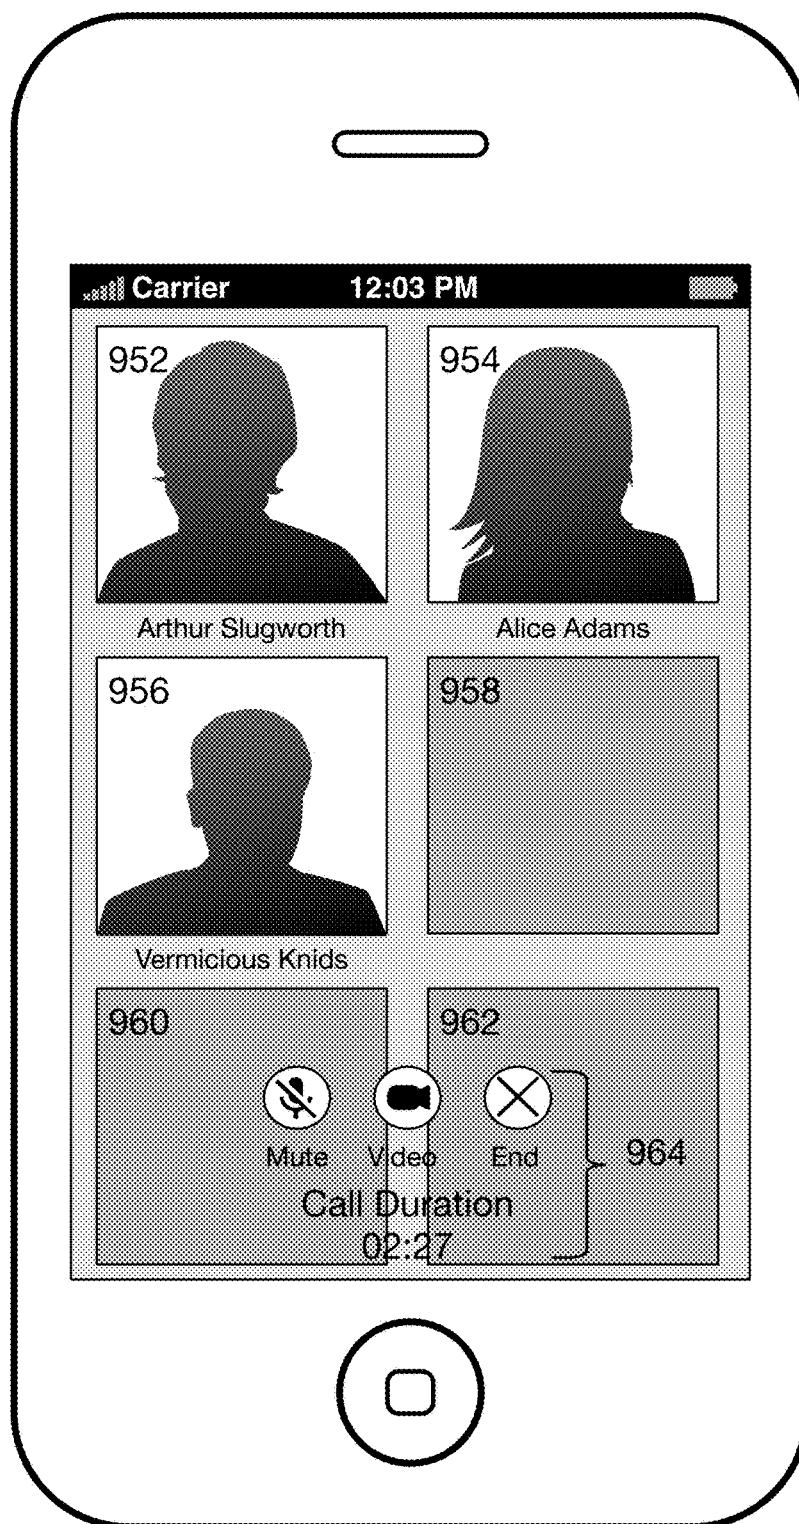 Carrier 12:03 PM
952 954
Arthur Slugworth Alice Adams
956 958
Vermicious Knids
960 962
Mute Video End 964
Call Duration
02:27